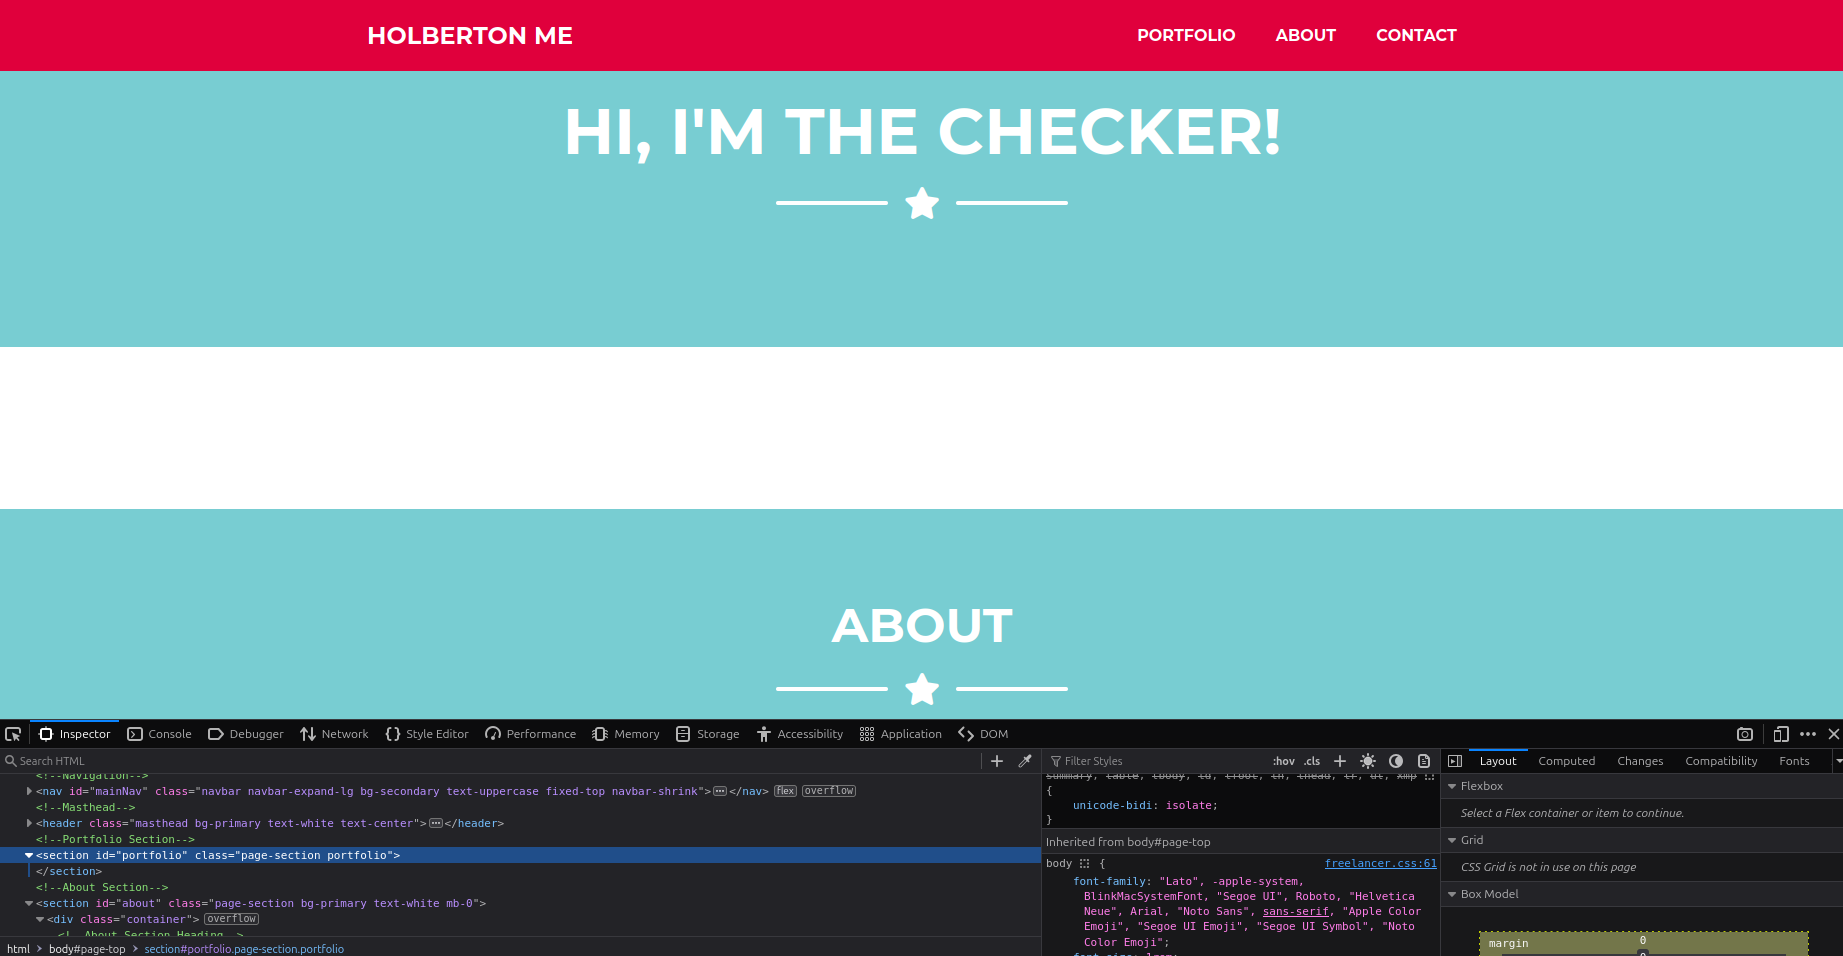 HOLBERTON ME
PORTFOLIO ABOUT CONTACT
HI, I'M THE CHECKER!
ABOUT
Inspector Console Debugger Network Style Editor Performance Memory Storage Accessibility Application DOM
Search HTML
<!--Navigation-->
<nav id="mainNav" class="navbar navbar-expand-lg bg-secondary text-uppercase fixed-top navbar-shrink"></nav> flex overflow
<!--Masthead-->
<header class="masthead bg-primary text-white text-center"></header>
<!--Portfolio Section-->
<section id="portfolio" class="page-section portfolio">
</section>
<!--About Section-->
<section id="about" class="page-section bg-primary text-white mb-0">
<div class="container"> overflow
<!--About Section Heading-->
html > body#page-top > section#portfolio.page-section.portfolio
Filter Styles :hov .cls
summary, table, tbody, td, tfoot, th, thead, tr, ul, xmp
{
unicode-bidi: isolate;
}
Inherited from body#page-top
body { freelancer.css:61
font-family: "Lato", -apple-system,
BlinkMacSystemFont, "Segoe UI", Roboto, "Helvetica
Neue", Arial, "Noto Sans", sans-serif, "Apple Color
Emoji", "Segoe UI Emoji", "Segoe UI Symbol", "Noto
Color Emoji";
font-size: 1rem;
Layout Computed Changes Compatibility Fonts
Flexbox
Select a Flex container or item to continue.
Grid
CSS Grid is not in use on this page
Box Model
margin 0
0